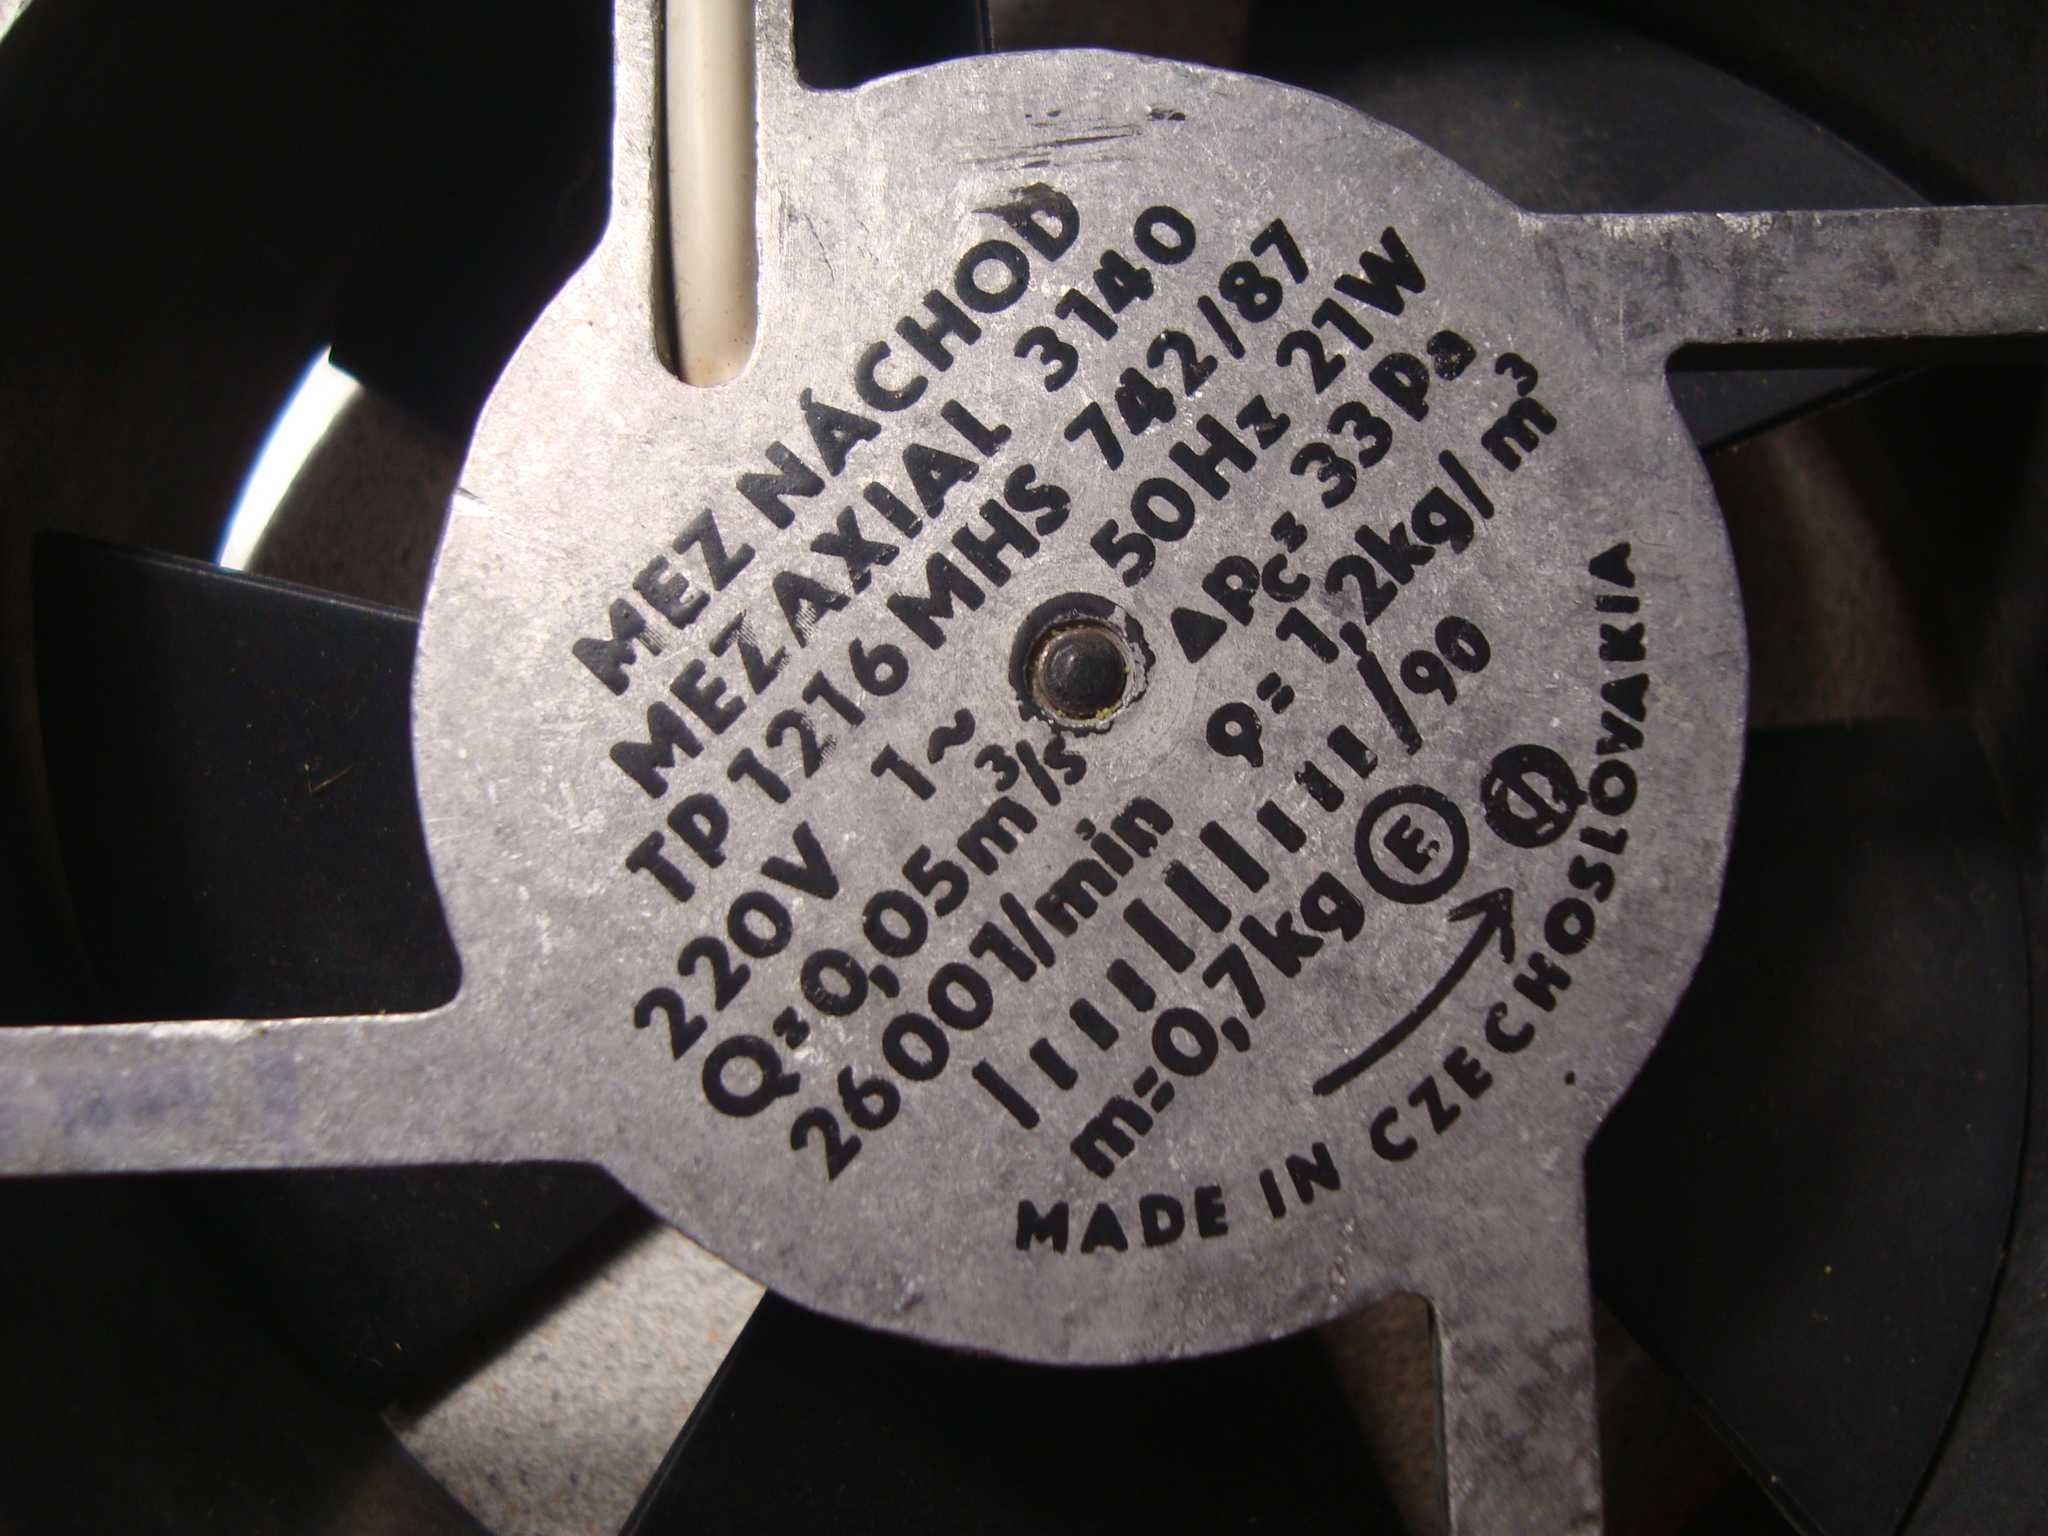 MEZ NÁCHOD
MEZAXIAL 3140
TP 1216 MHS 742/87
220V 1~ 50Hz 21W
Q=0,05m³/s ΔPc= 33Pa
2600 1/min ρ= 1,2kg/m³
/90
m=0,7kg E
MADE IN CZECHOSLOVAKIA